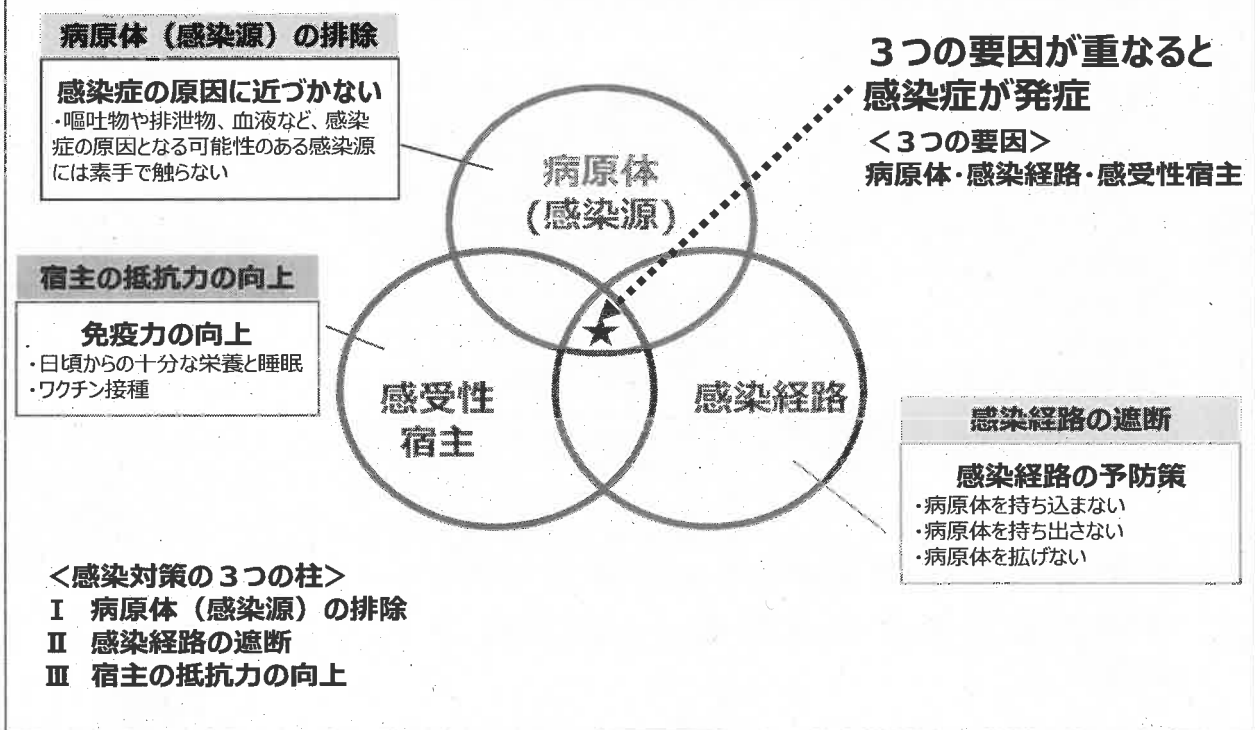 病原体（感染源）の排除
感染症の原因に近づかない
・嘔吐物や排泄物、血液など、感染
症の原因となる可能性のある感染源
には素手で触らない
３つの要因が重なると
感染症が発症
＜３つの要因＞
病原体・感染経路・感受性宿主
病原体
(感染源)
宿主の抵抗力の向上
免疫力の向上
・日頃からの十分な栄養と睡眠
・ワクチン接種
感受性
宿主
感染経路
感染経路の遮断
感染経路の予防策
・病原体を持ち込まない
・病原体を持ち出さない
・病原体を拡げない
＜感染対策の３つの柱＞
Ⅰ 病原体（感染源）の排除
Ⅱ 感染経路の遮断
Ⅲ 宿主の抵抗力の向上